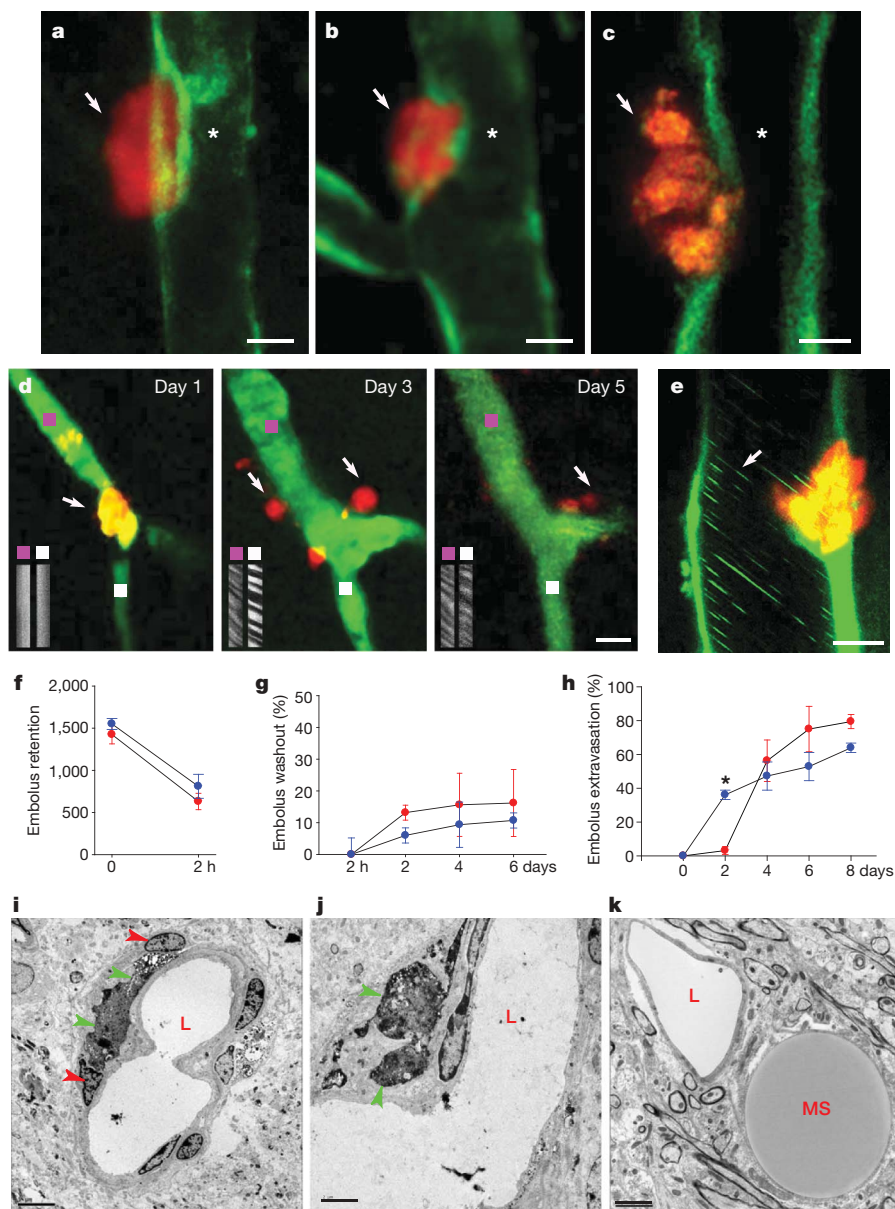 a
b
c
*
*
*
d
Day 1
Day 3
Day 5
e
f
2,000
1,500
1,000
500
0
Embolus retention
0
2 h
g
50
40
30
20
10
0
Embolus washout (%)
2 h
2
4
6 days
h
100
80
60
40
20
0
Embolus extravasation (%)
*
0
2
4
6
8 days
i
L
j
L
k
L
MS